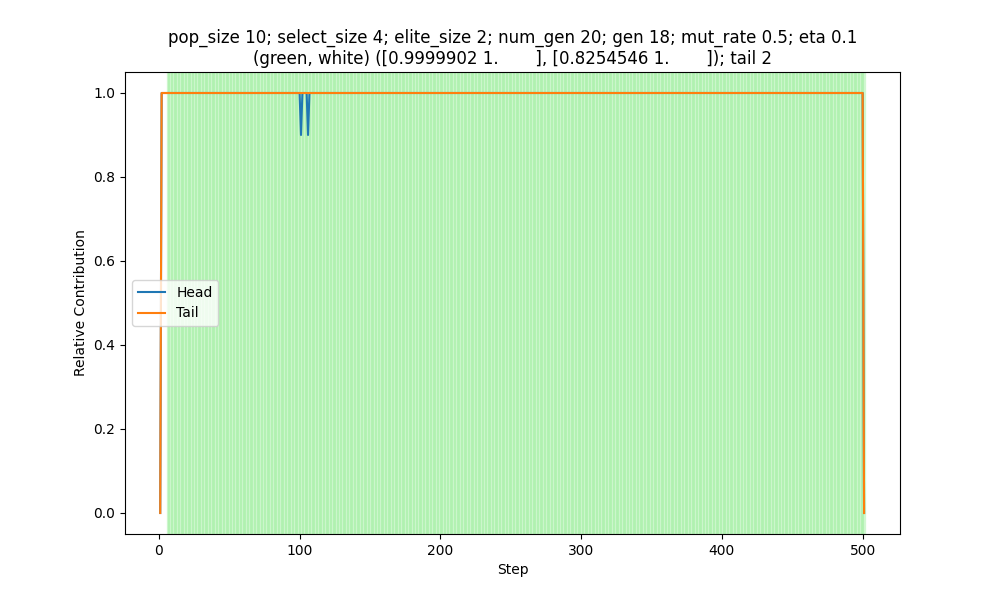 pop_size 10; select_size 4; elite_size 2; num_gen 20; gen 18; mut_rate 0.5; eta 0.1
(green, white) ([0.9999902 1.        ], [0.8254546 1.        ]); tail 2
1.0
0.8
0.6
0.4
0.2
0.0
Relative Contribution
Head
Tail
0
100
200
300
400
500
Step